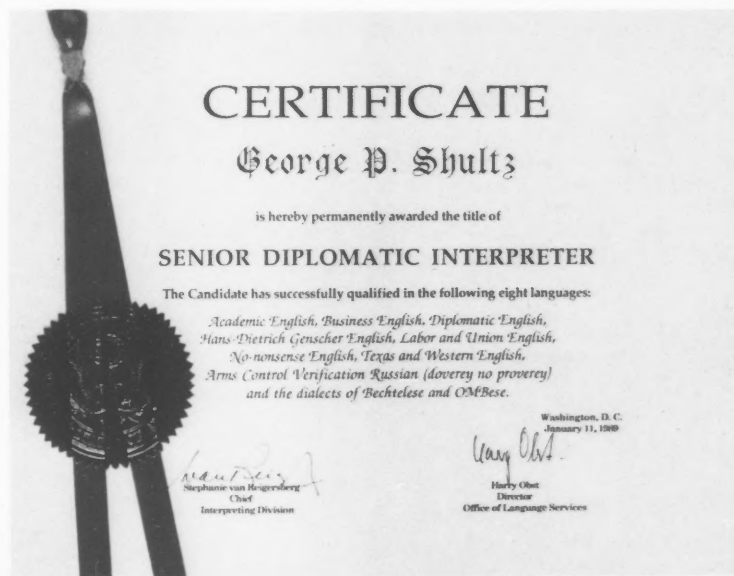 CERTIFICATE
George P. Shultz
is hereby permanently awarded the title of
SENIOR DIPLOMATIC INTERPRETER
The Candidate has successfully qualified in the following eight languages:
Academic English, Business English, Diplomatic English,
Hans-Dietrich Genscher English, Labor and Union English,
No-nonsense English, Texas and Western English,
Arms Control Verification Russian (doverey no proverey)
and the dialects of Bechtelese and OMBese.
Washington, D. C.
January 11, 1989
Harry Obst
Stephanie van Reigersberg
Chief
Interpreting Division
Harry Obst
Director
Office of Language Services